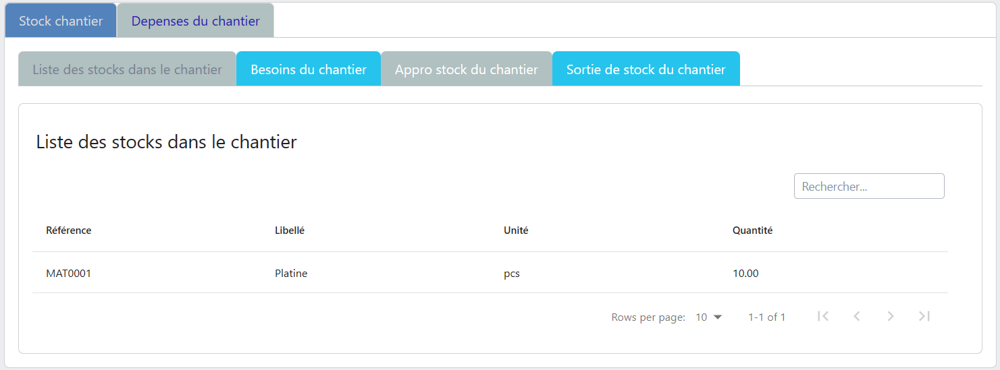 Stock chantier Depenses du chantier
Liste des stocks dans le chantier Besoins du chantier Appro stock du chantier Sortie de stock du chantier
Liste des stocks dans le chantier
Rechercher...
Référence Libellé Unité Quantité
MAT0001 Platine pcs 10.00
Rows per page: 10 1-1 of 1